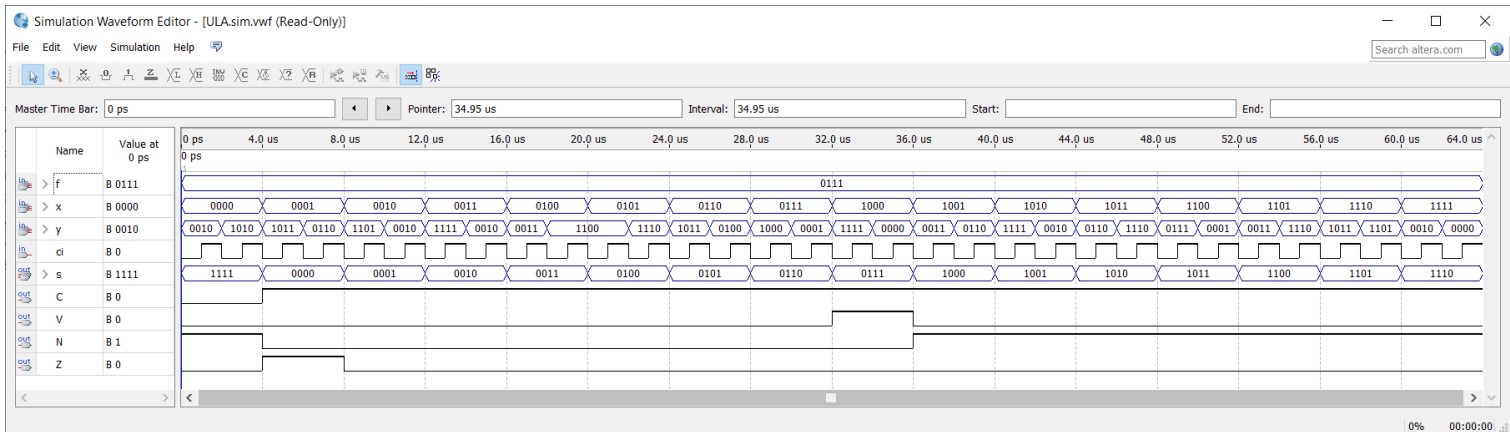 Simulation Waveform Editor - [ULA.sim.vwf (Read-Only)]
File Edit View Simulation Help
Search altera.com
Master Time Bar: 0 ps Pointer: 34.95 us Interval: 34.95 us Start: End:
Name Value at 0 ps
0 ps 4.0 us 8.0 us 12.0 us 16.0 us 20.0 us 24.0 us 28.0 us 32.0 us 36.0 us 40.0 us 44.0 us 48.0 us 52.0 us 56.0 us 60.0 us 64.0 us
0 ps
f B 0111 0111
x B 0000 0000 0001 0010 0011 0100 0101 0110 0111 1000 1001 1010 1011 1100 1101 1110 1111
y B 0010 0010 1010 1011 0110 1101 0010 1111 0010 0011 1100 1110 1011 0100 1000 0001 1111 0000 0011 0110 1111 0010 0110 1110 0111 0001 0011 1110 1011 1101 0010 0000
ci B 0
s B 1111 1111 0000 0001 0010 0011 0100 0101 0110 0111 1000 1001 1010 1011 1100 1101 1110
C B 0
V B 0
N B 1
Z B 0
0% 00:00:00